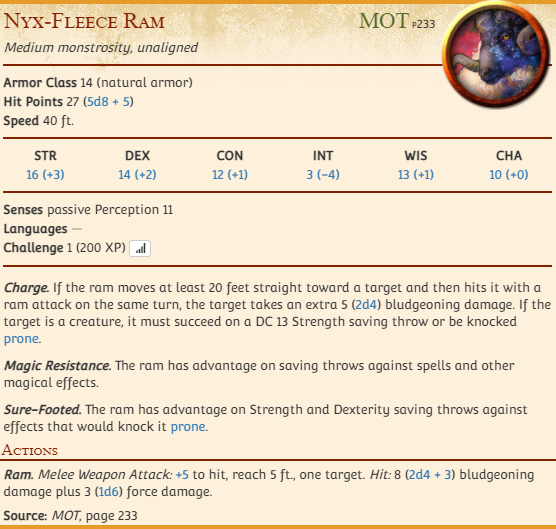 Nyx-Fleece Ram MOT p233
Medium monstrosity, unaligned
Armor Class 14 (natural armor)
Hit Points 27 (5d8 + 5)
Speed 40 ft.
STR DEX CON INT WIS CHA
16 (+3) 14 (+2) 12 (+1) 3 (−4) 13 (+1) 10 (+0)
Senses passive Perception 11
Languages —
Challenge 1 (200 XP)
Charge. If the ram moves at least 20 feet straight toward a target and then hits it with a
ram attack on the same turn, the target takes an extra 5 (2d4) bludgeoning damage. If the
target is a creature, it must succeed on a DC 13 Strength saving throw or be knocked
prone.
Magic Resistance. The ram has advantage on saving throws against spells and other
magical effects.
Sure-Footed. The ram has advantage on Strength and Dexterity saving throws against
effects that would knock it prone.
Actions
Ram. Melee Weapon Attack: +5 to hit, reach 5 ft., one target. Hit: 8 (2d4 + 3) bludgeoning
damage plus 3 (1d6) force damage.
Source: MOT, page 233